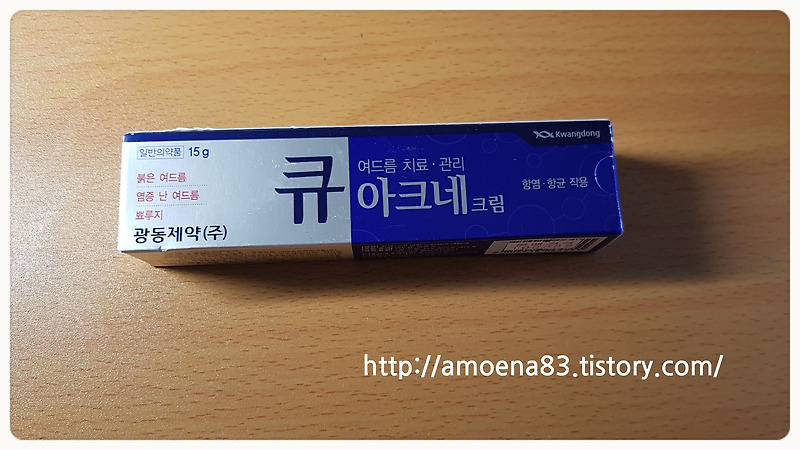 일반의약품 15g
붉은 여드름
염증 난 여드름
뾰루지
광동제약(주)
큐
여드름 치료·관리
아크네크림
Kwangdong
항염·항균 작용
http://amoena83.tistory.com/